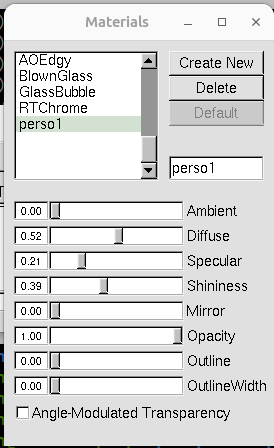 Materials
AOEdgy
BlownGlass
GlassBubble
RTChrome
perso1
Create New
Delete
Default
perso1
0.00 Ambient
0.52 Diffuse
0.21 Specular
0.39 Shininess
0.00 Mirror
1.00 Opacity
0.00 Outline
0.00 OutlineWidth
Angle-Modulated Transparency